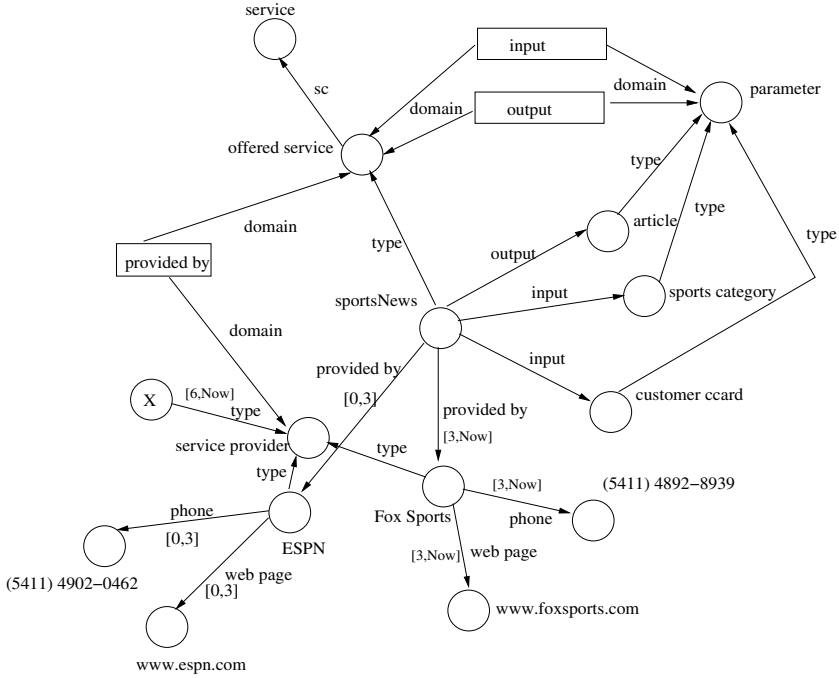 service
input
sc
domain
domain
parameter
output
offered service
type
domain
type
article
type
type
provided by
output
sports category
input
sportsNews
domain
input
provided by
customer ccard
[6,Now]
X
[0,3]
type
provided by
service provider
type
[3,Now]
type
[3,Now]
(5411) 4892−8939
phone
Fox Sports
phone
[0,3]
ESPN
[3,Now]
web page
(5411) 4902−0462
web page
[0,3]
www.foxsports.com
www.espn.com